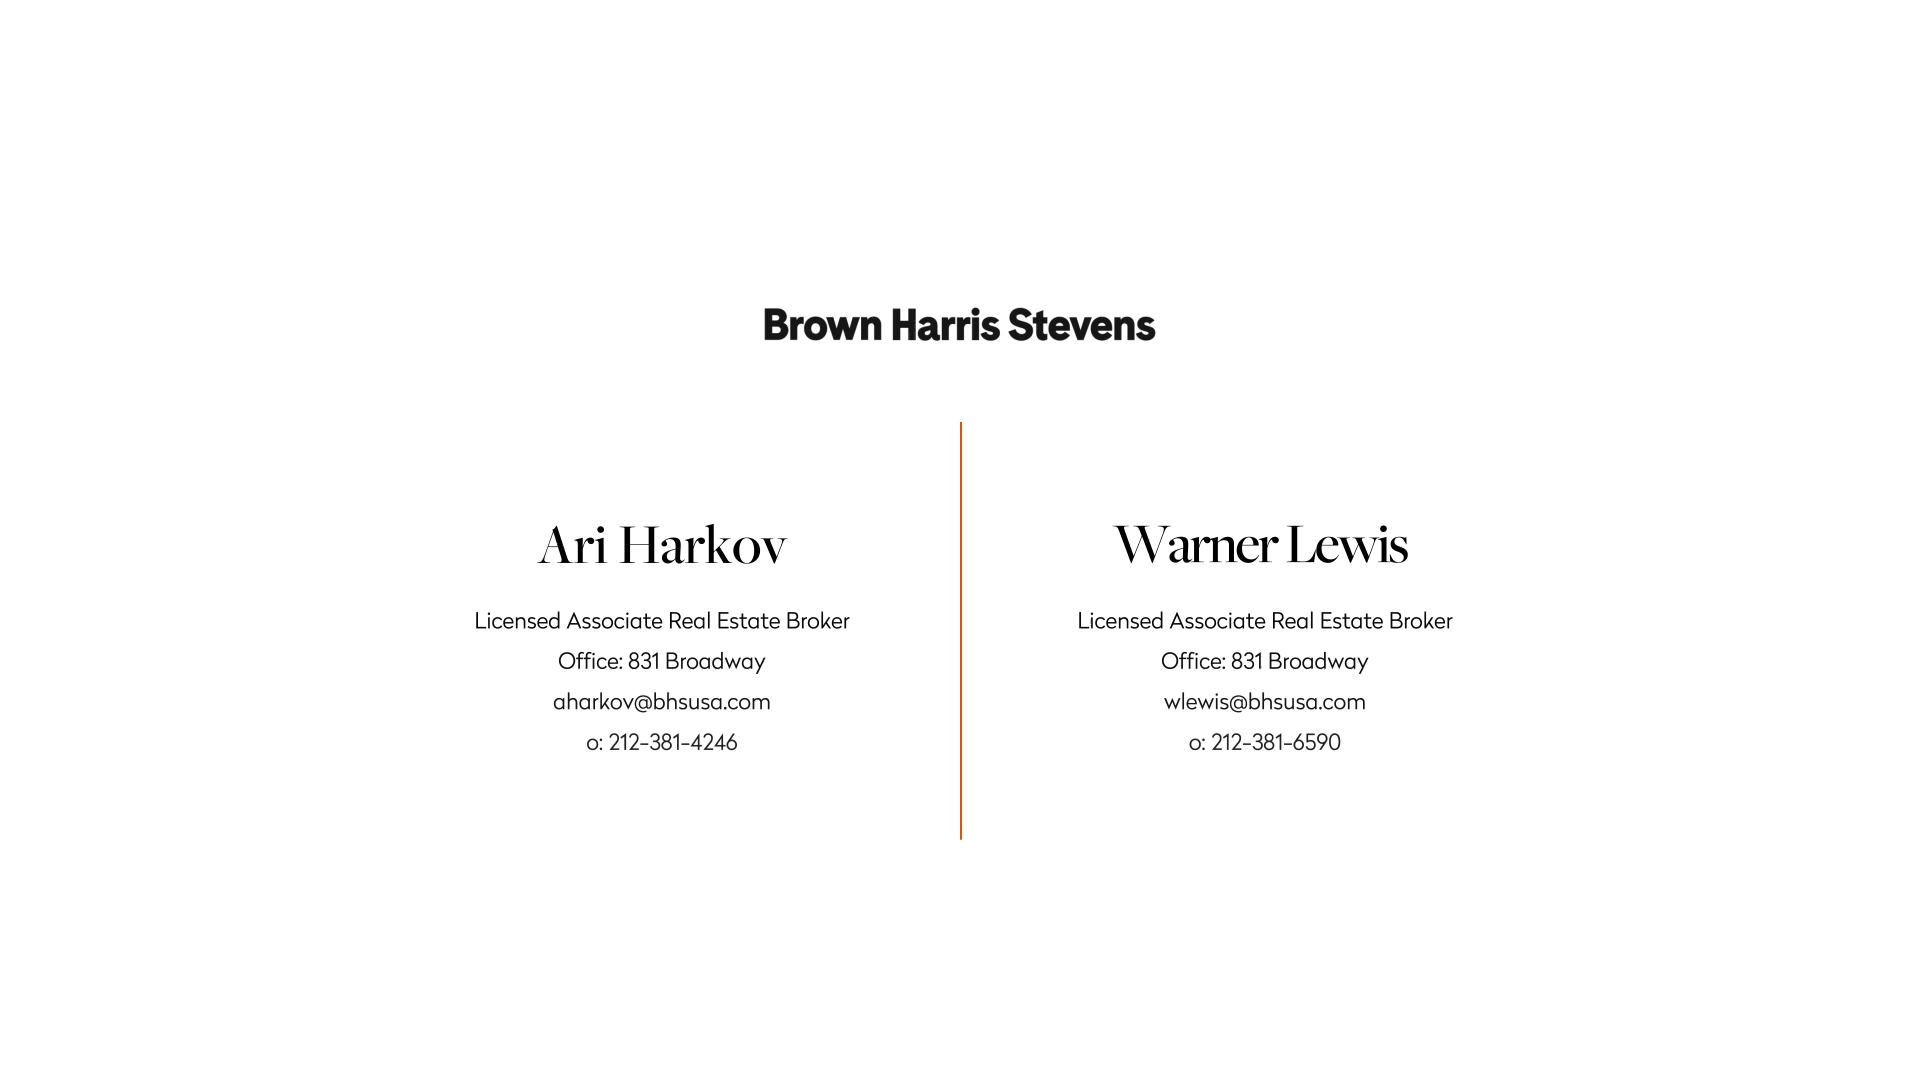 Brown Harris Stevens
Ari Harkov
Licensed Associate Real Estate Broker
Office: 831 Broadway
aharkov@bhsusa.com
o: 212-381-4246
Warner Lewis
Licensed Associate Real Estate Broker
Office: 831 Broadway
wlewis@bhsusa.com
o: 212-381-6590